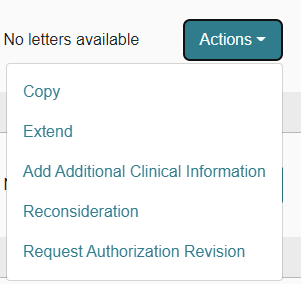 No letters available
Actions
Copy
Extend
Add Additional Clinical Information
Reconsideration
Request Authorization Revision